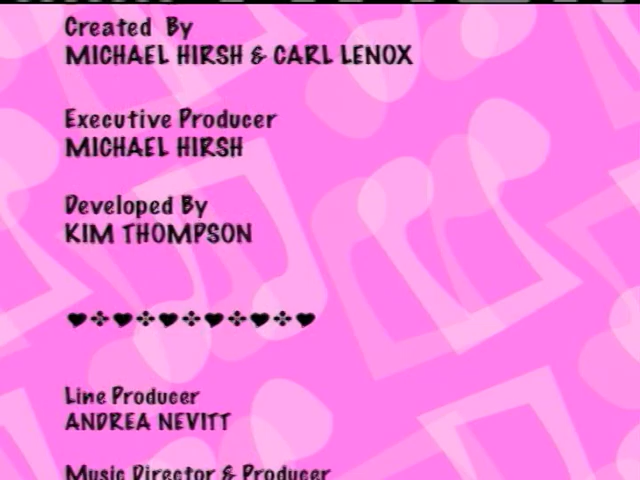 Created By
MICHAEL HIRSH & CARL LENOX
Executive Producer
MICHAEL HIRSH
Developed By
KIM THOMPSON
Line Producer
ANDREA NEVITT
Music Director & Producer